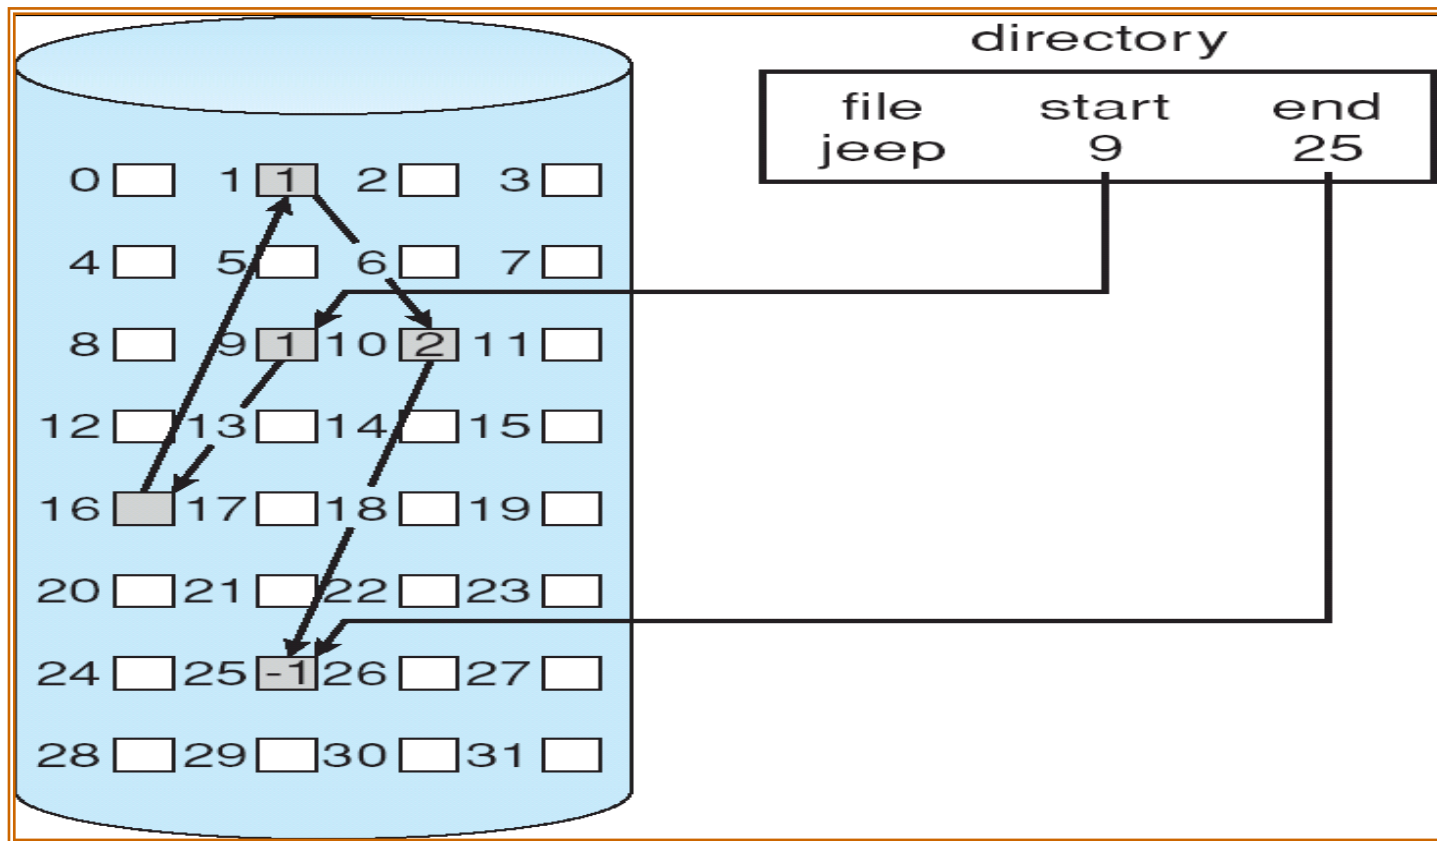 directory
file start end
jeep 9 25
0 1 1 2 3
4 5 6 7
8 9 1 10 2 11
12 13 14 15
16 17 18 19
20 21 22 23
24 25 -1 26 27
28 29 30 31